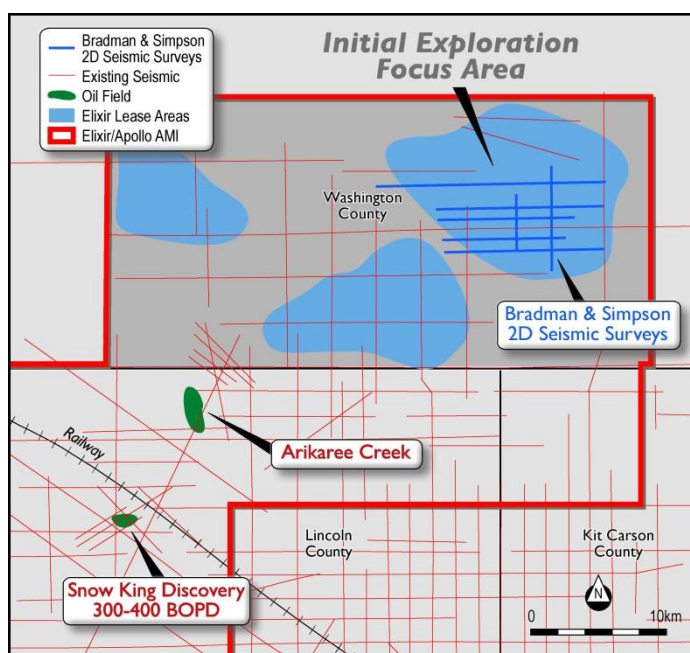 Bradman & Simpson
2D Seismic Surveys
Existing Seismic
Oil Field
Elixir Lease Areas
Elixir/Apollo AMI
Initial Exploration
Focus Area
Washington
County
Bradman & Simpson
2D Seismic Surveys
Arikaree Creek
Railway
Snow King Discovery
300-400 BOPD
Lincoln
County
Kit Carson
County
N
0 10km